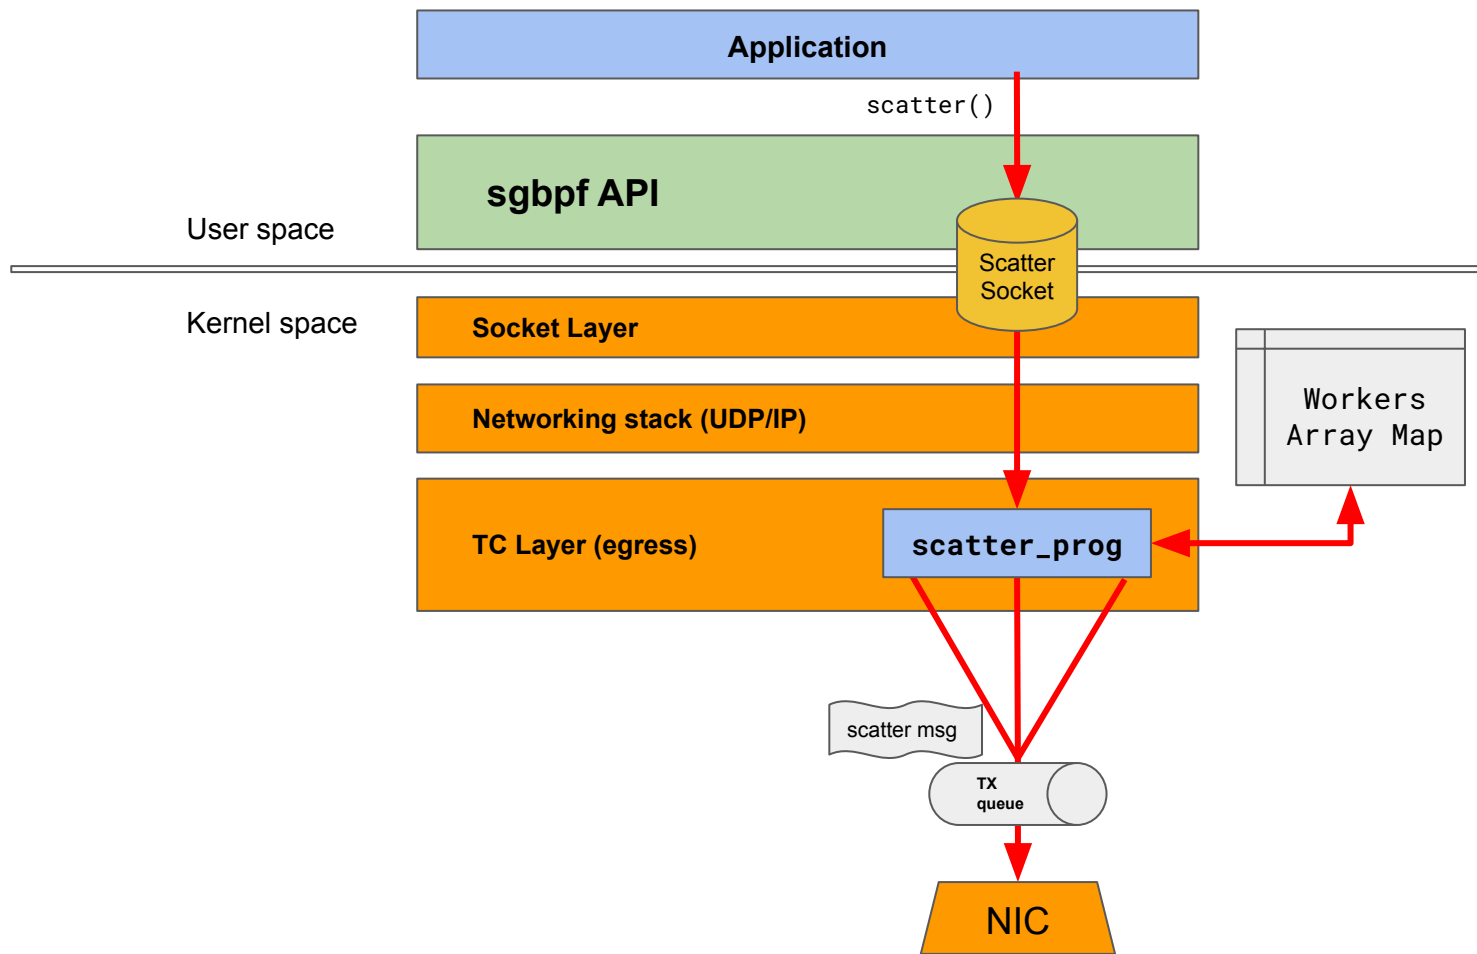 Application
scatter()
sgbpf API
User space
Scatter
Socket
Kernel space
Socket Layer
Workers
Array Map
Networking stack (UDP/IP)
TC Layer (egress)
scatter_prog
scatter msg
TX
queue
NIC